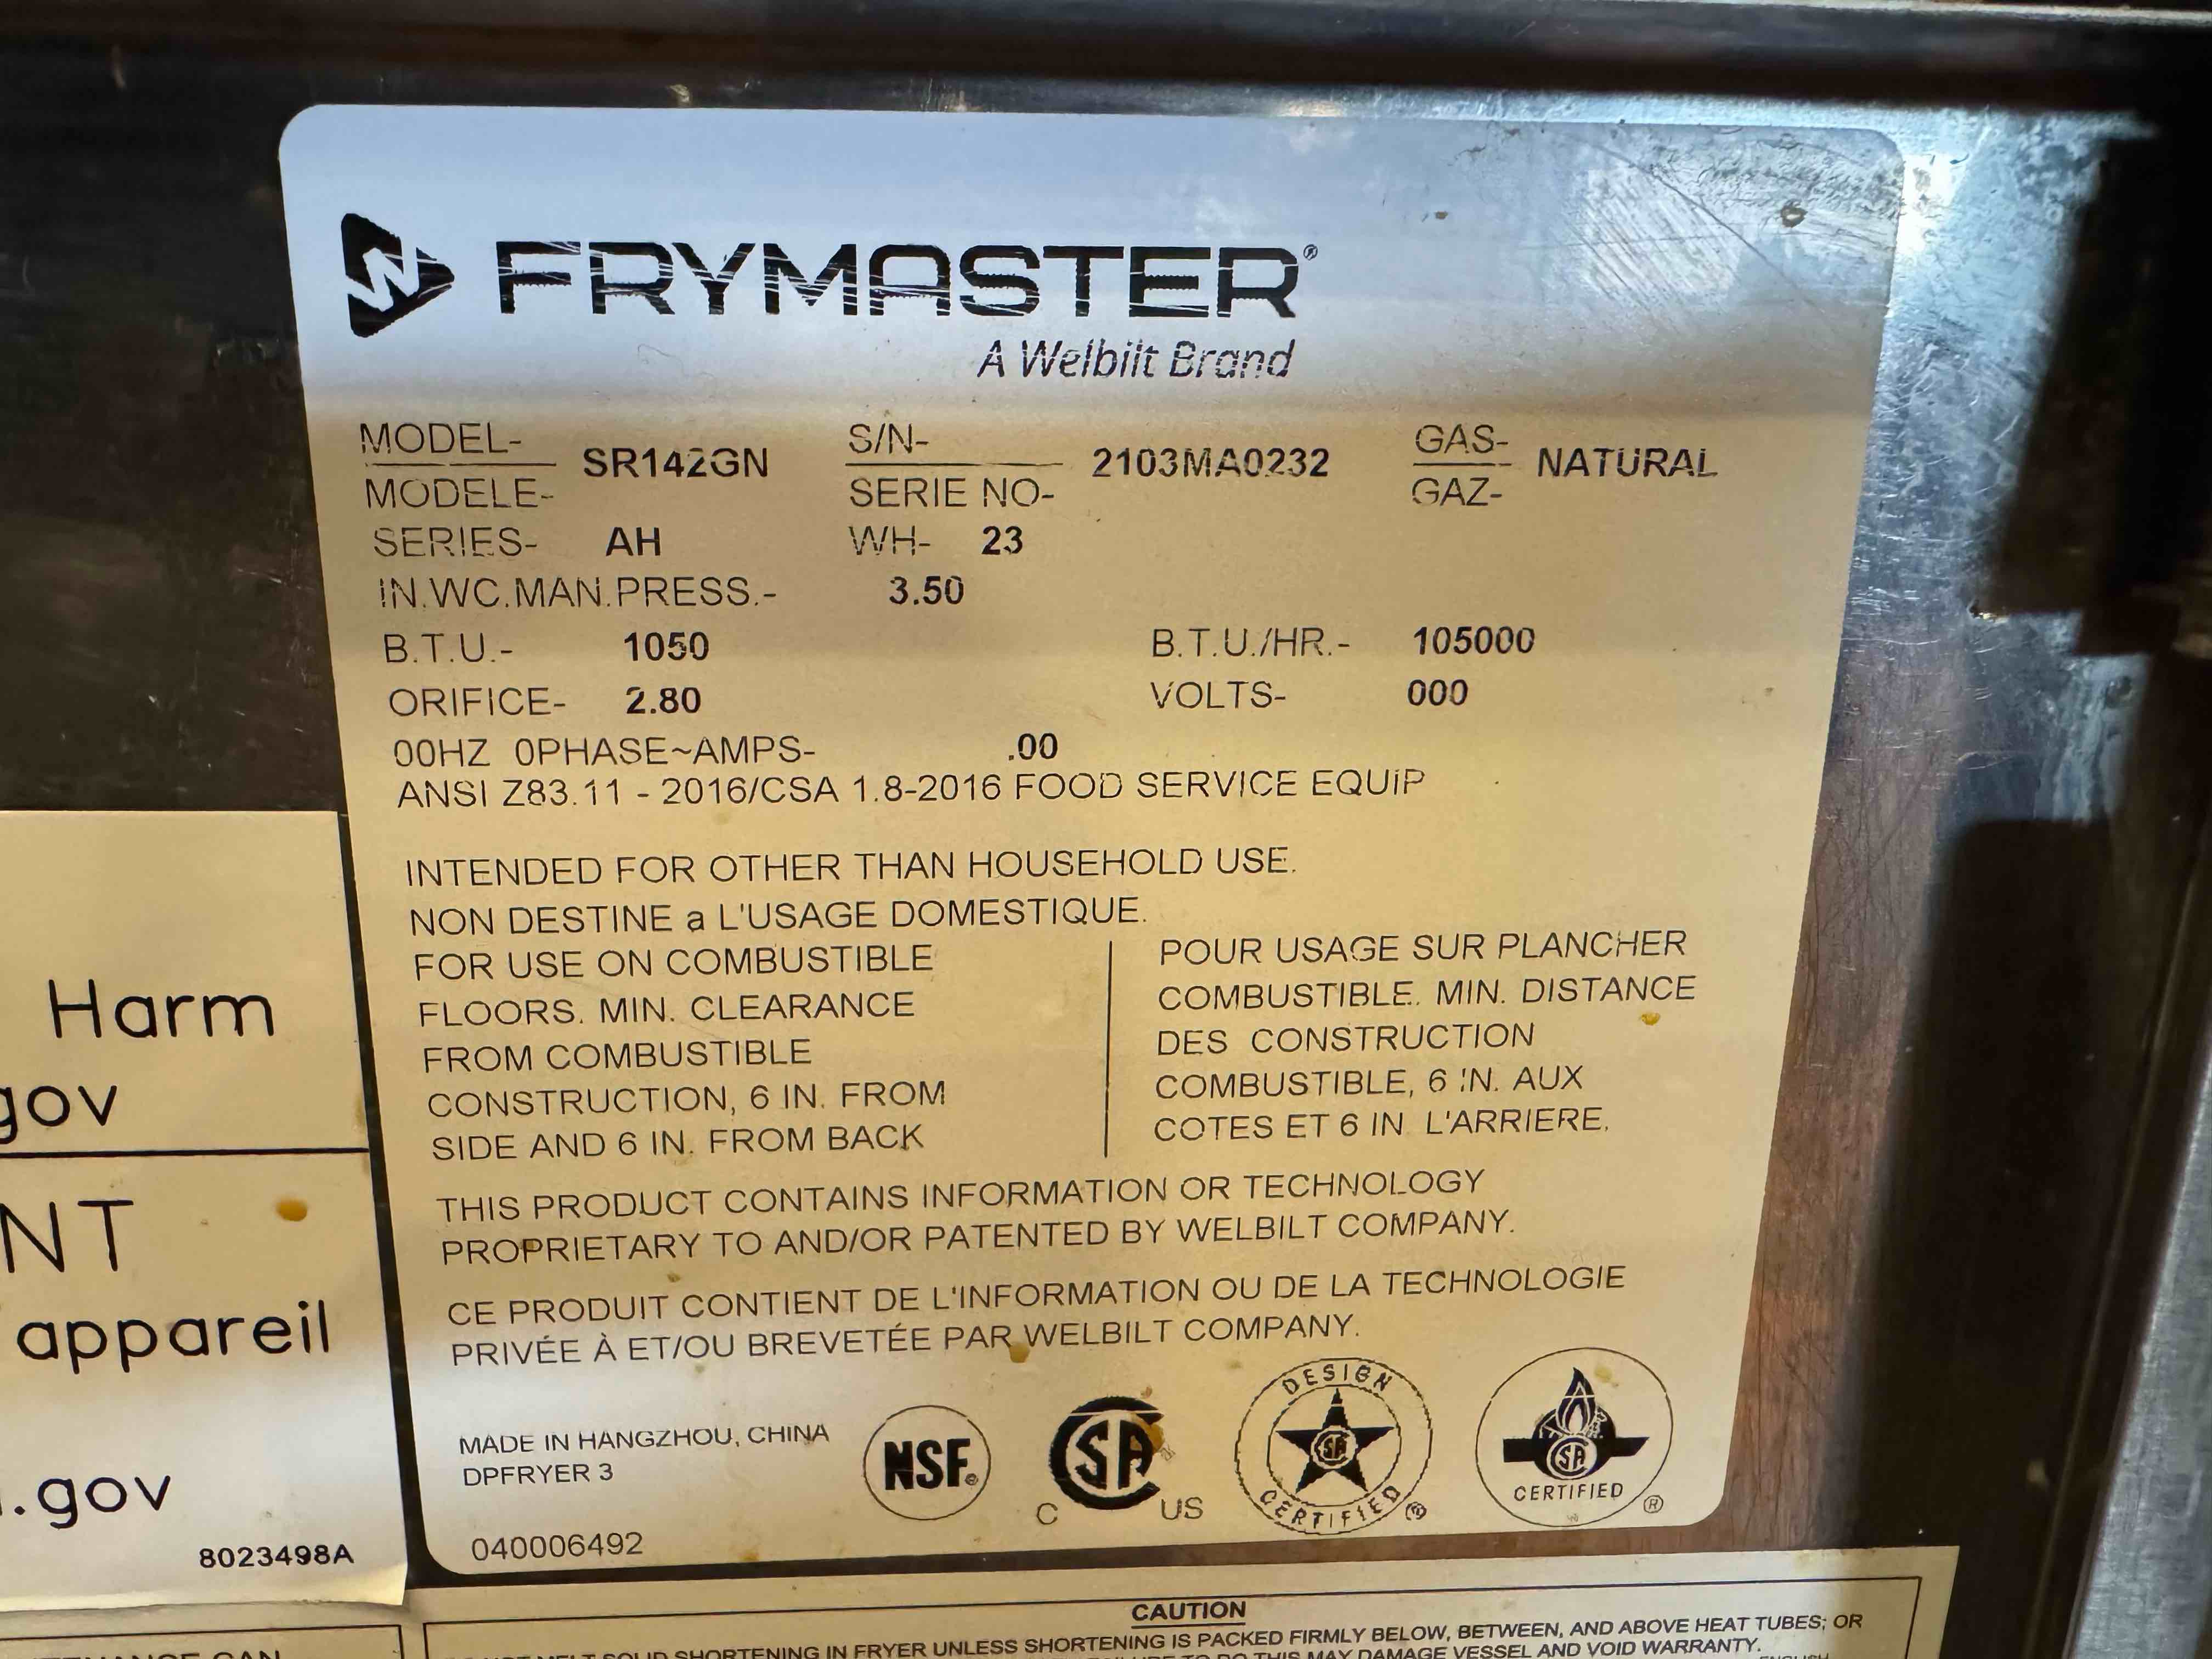 FRYMASTER®
A Welbilt Brand
MODEL-
MODELE-
SR142GN
S/N-
SERIE NO-
2103MA0232
GAS-
GAZ-
NATURAL
SERIES- AH WH- 23
IN.WC.MAN.PRESS.- 3.50
B.T.U.- 1050 B.T.U./HR.- 105000
ORIFICE- 2.80 VOLTS- 000
00HZ 0PHASE~AMPS- .00
ANSI Z83.11 - 2016/CSA 1.8-2016 FOOD SERVICE EQUIP
INTENDED FOR OTHER THAN HOUSEHOLD USE.
NON DESTINE a L'USAGE DOMESTIQUE.
FOR USE ON COMBUSTIBLE
FLOORS. MIN. CLEARANCE
FROM COMBUSTIBLE
CONSTRUCTION, 6 IN. FROM
SIDE AND 6 IN. FROM BACK
POUR USAGE SUR PLANCHER
COMBUSTIBLE. MIN. DISTANCE
DES CONSTRUCTION
COMBUSTIBLE, 6 IN. AUX
COTES ET 6 IN L'ARRIERE.
THIS PRODUCT CONTAINS INFORMATION OR TECHNOLOGY
PROPRIETARY TO AND/OR PATENTED BY WELBILT COMPANY.
CE PRODUIT CONTIENT DE L'INFORMATION OU DE LA TECHNOLOGIE
PRIVÉE À ET/OU BREVETÉE PAR WELBILT COMPANY.
MADE IN HANGZHOU, CHINA
DPFRYER 3
040006492
NSF®
C SA US
DESIGN SA CERTIFIED ®
SA CERTIFIED ®
Harm
gov
NT
appareil
.gov
8023498A
CAUTION
SOLID SHORTENING IN FRYER UNLESS SHORTENING IS PACKED FIRMLY BELOW, BETWEEN, AND ABOVE HEAT TUBES; OR
TO DO THIS MAY DAMAGE VESSEL AND VOID WARRANTY.